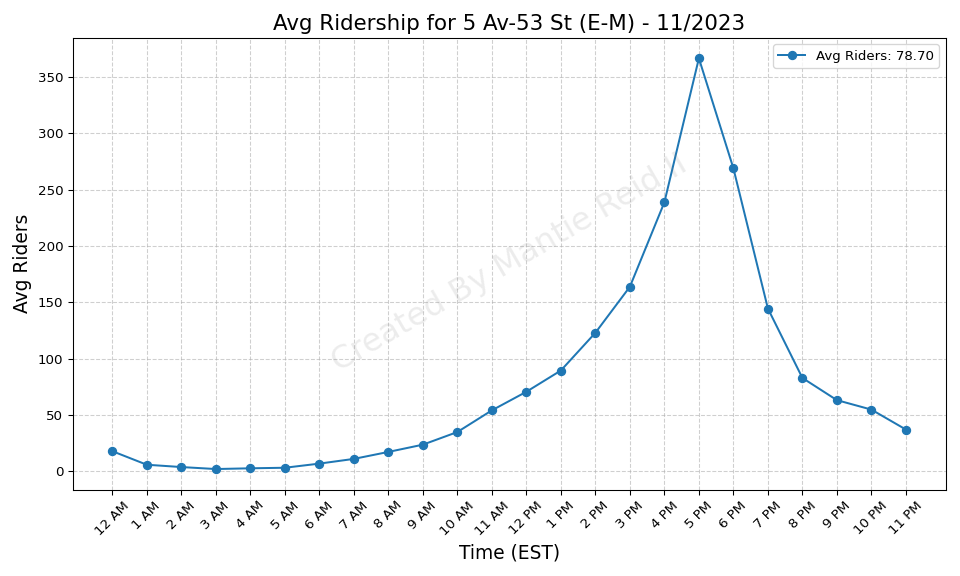 Avg Ridership for 5 Av-53 St (E-M) - 11/2023
Avg Riders: 78.70
Avg Riders
350
300
250
200
150
100
50
0
Created By Mantle Reid II
12 AM 1 AM 2 AM 3 AM 4 AM 5 AM 6 AM 7 AM 8 AM 9 AM 10 AM 11 AM 12 PM 1 PM 2 PM 3 PM 4 PM 5 PM 6 PM 7 PM 8 PM 9 PM 10 PM 11 PM
Time (EST)